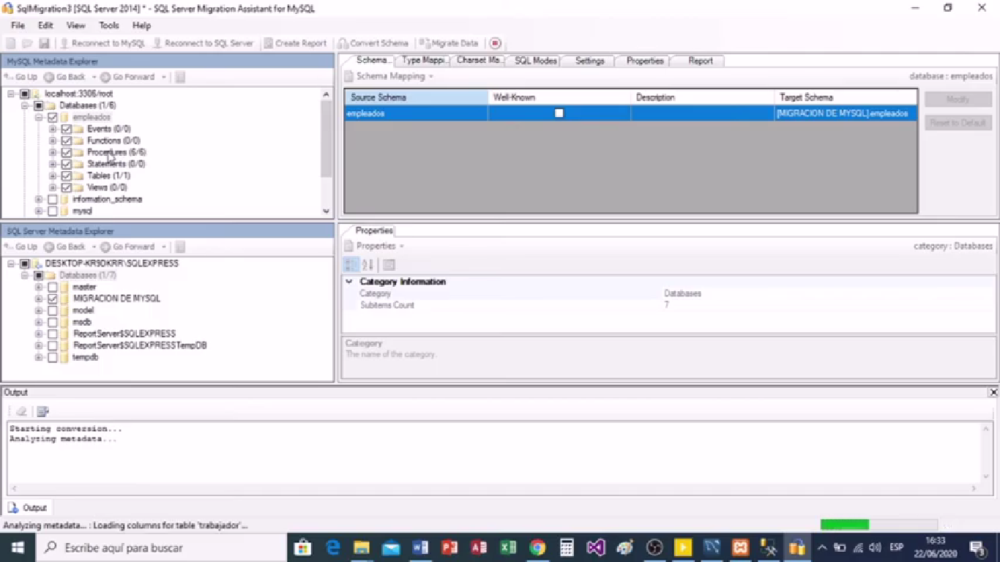 SqlMigration3 [SQL Server 2014] * - SQL Server Migration Assistant for MySQL
File Edit View Tools Help
Reconnect to MySQL Reconnect to SQL Server Create Report Convert Schema Migrate Data
MySQL Metadata Explorer
Go Up Go Back Go Forward
localhost:3306/root
Databases (1/6)
empleados
Events (0/0)
Functions (0/0)
Procedures (6/6)
Statements (0/0)
Tables (1/1)
Views (0/0)
information_schema
mysql
Schema... Type Mappi... Charset Ma... SQL Modes Settings Properties Report
Schema Mapping database : empleados
Source Schema Well-Known Description Target Schema
empleados [MIGRACION DE MYSQL].empleados
Modify
Reset to Default
SQL Server Metadata Explorer
Go Up Go Back Go Forward
DESKTOP-KR9DKRR\SQLEXPRESS
Databases (1/7)
master
MIGRACION DE MYSQL
model
msdb
ReportServer$SQLEXPRESS
ReportServer$SQLEXPRESSTempDB
tempdb
Properties
Properties category : Databases
Category Information
Category Databases
Subitems Count 7
Category
The name of the category.
Output
Starting conversion...
Analyzing metadata...
Output
Analyzing metadata... : Loading columns for table 'trabajador'...
Escribe aquí para buscar
ESP
16:33
22/06/2020
3